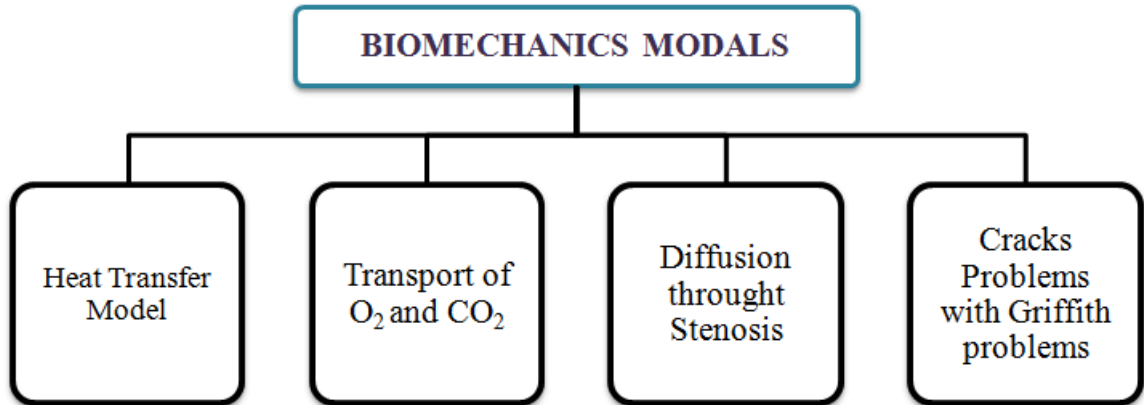 BIOMECHANICS MODALS
Heat Transfer
Model
Transport of
O₂ and CO₂
Diffusion
throught
Stenosis
Cracks
Problems
with Griffith
problems